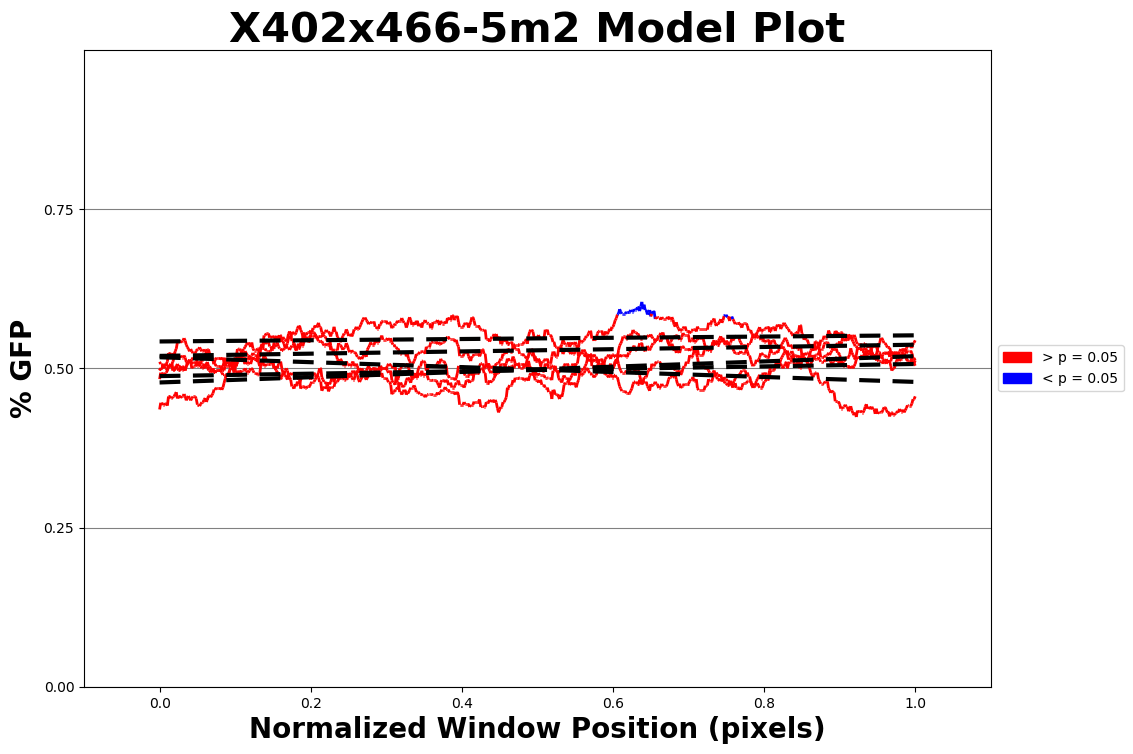 X402x466-5m2 Model Plot
% GFP
0.75
0.50
0.25
0.00
0.0 0.2 0.4 0.6 0.8 1.0
Normalized Window Position (pixels)
> p = 0.05
< p = 0.05